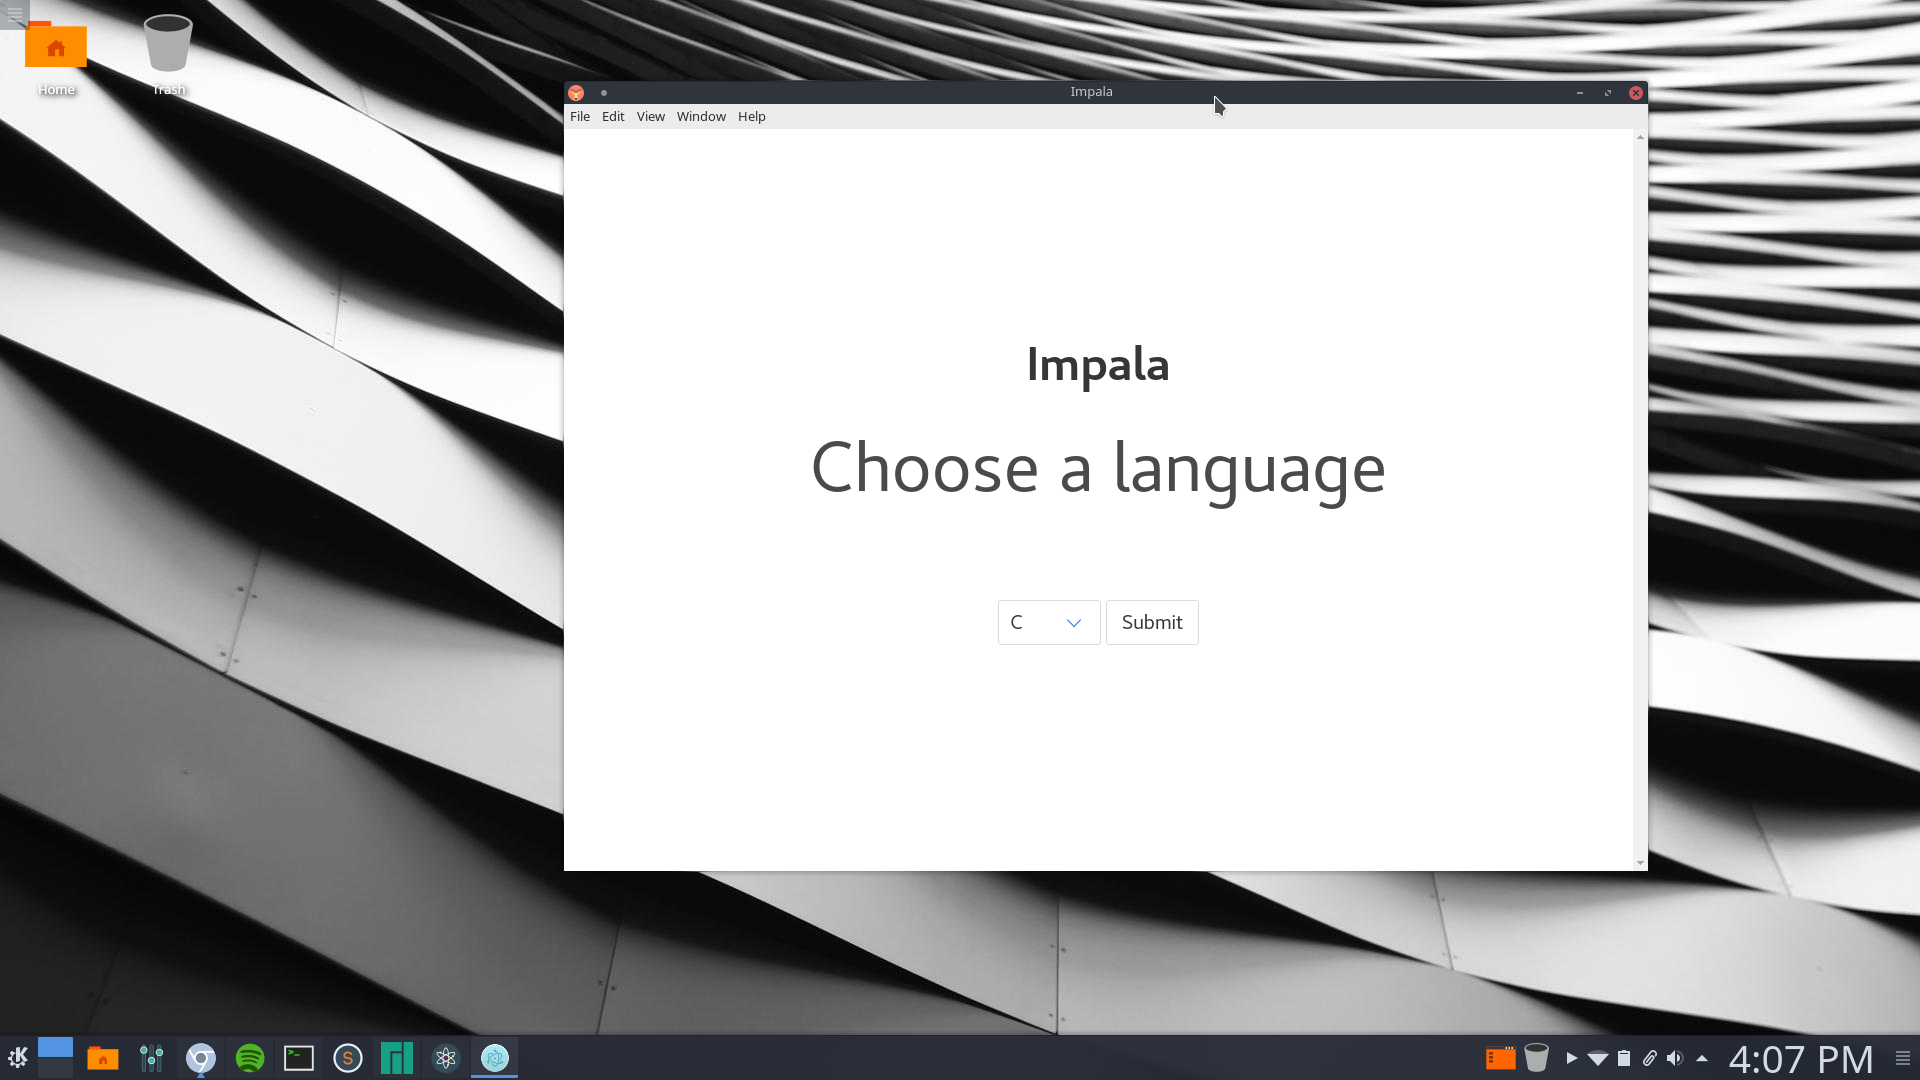 Home
Trash
Impala
File Edit View Window Help
Impala
Choose a language
C
Submit
4:07 PM